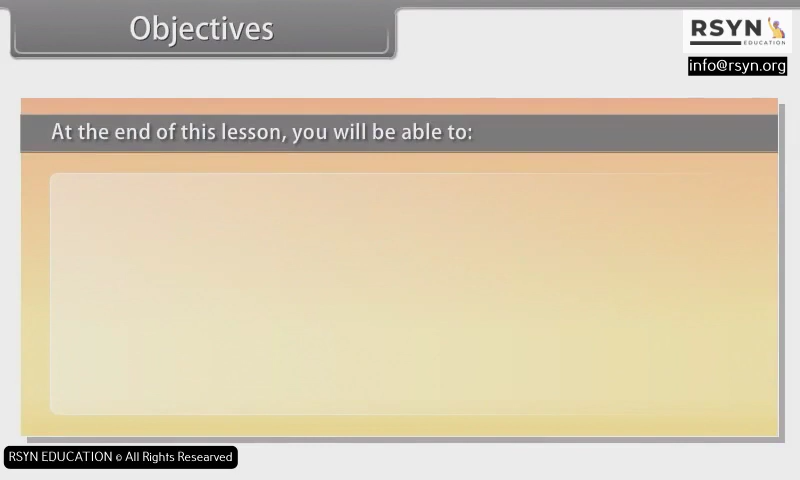 Objectives
RSYN
EDUCATION
info@rsyn.org
At the end of this lesson, you will be able to:
RSYN EDUCATION © All Rights Researved